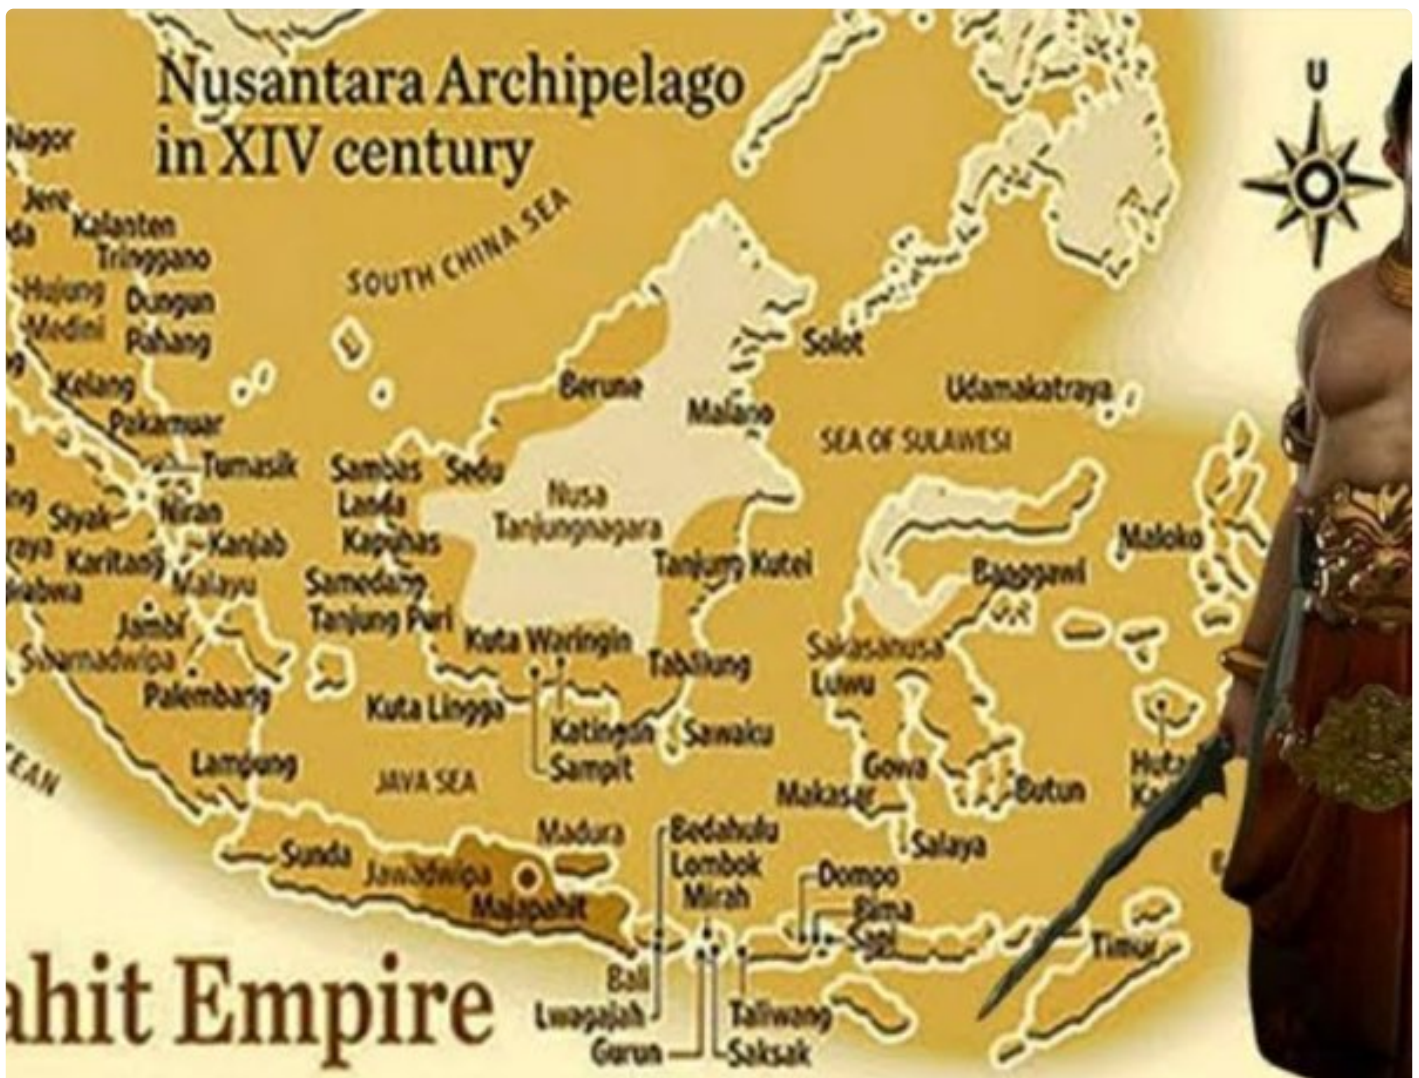 Nusantara Archipelago
in XIV century
U
Nagor
Jere
da
Kalanten
Tringgano
SOUTH CHINA SEA
Hujung
Dungun
Medini
Pahang
Kelang
Pakamuar
Tumasik
Solot
Berune
Malano
Udamakatraya
SEA OF SULAWESI
Sambas
Sedu
Landa
Kapuhas
Nusa
Tanjungnagara
Siyak
Niran
Kanjab
Karitang
Malayu
Samedang
Tanjung Puri
Tanjung Kutei
Maloko
Banggawi
Jambi
Swarnadwipa
Palembang
Kuta Waringin
Tabalung
Sakasanusa
Luwu
Kuta Lingga
Katingan
Sampit
Sawaku
Lampung
JAVA SEA
EAN
Gowa
Makasar
Butun
Salaya
Sunda
Jawadwipa
Madura
Majapahit
Bedahulu
Lombok
Mirah
Dompo
Bima
Timur
Bali
Lwagajah
Gurun
Taliwang
Saksak
ahit Empire